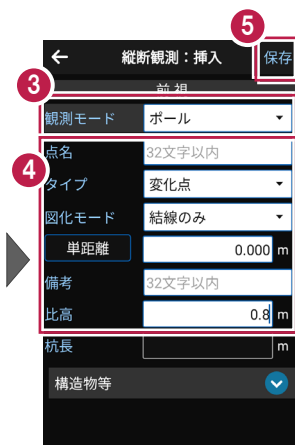 5
← 縦断観測：挿入 保存
3
前 視
観測モード ポール
4
点名 32文字以内
タイプ 変化点
図化モード 結線のみ
単距離 0.000 m
備考 32文字以内
比高 0.8 m
杭長 m
構造物等